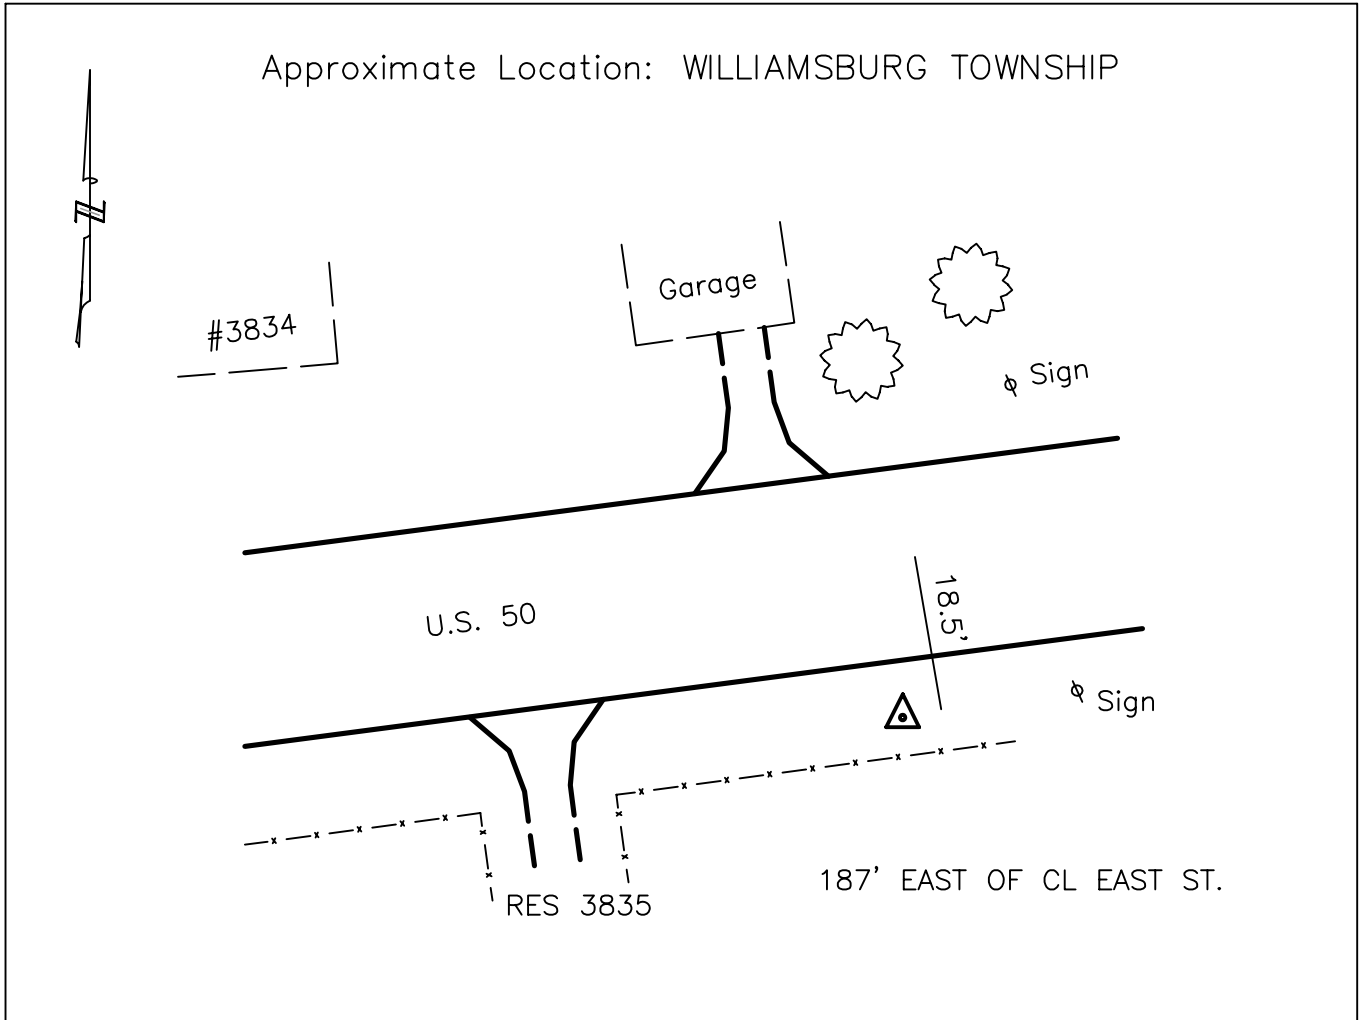 Approximate Location: WILLIAMSBURG TOWNSHIP
N
Garage
#3834
Sign
18.5'
U.S. 50
Sign
187' EAST OF CL EAST ST.
RES 3835